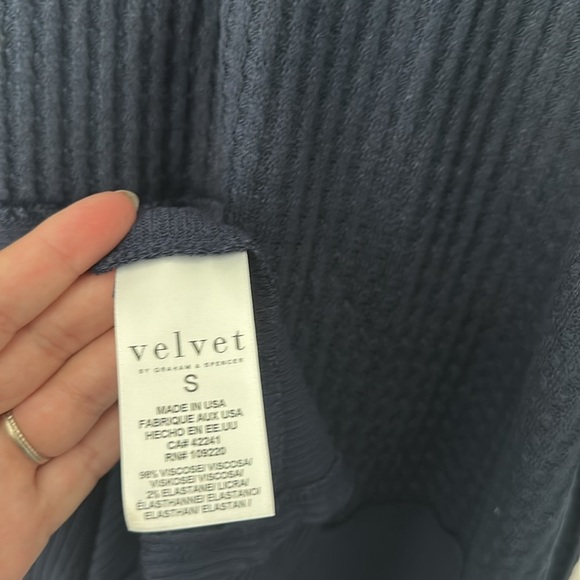 velvet
BY GRAHAM & SPENCER
S
MADE IN USA
FABRIQUE AUX USA
HECHO EN EE.UU
CA# 42241
RN# 109220
98% VISCOSE/ VISCOSA/
VISKOSE/ VISCOSA/
2% ELASTANE/ LICRA/
ELASTHANNE/ ELASTANO/
ELASTHAN/ ELASTAN /